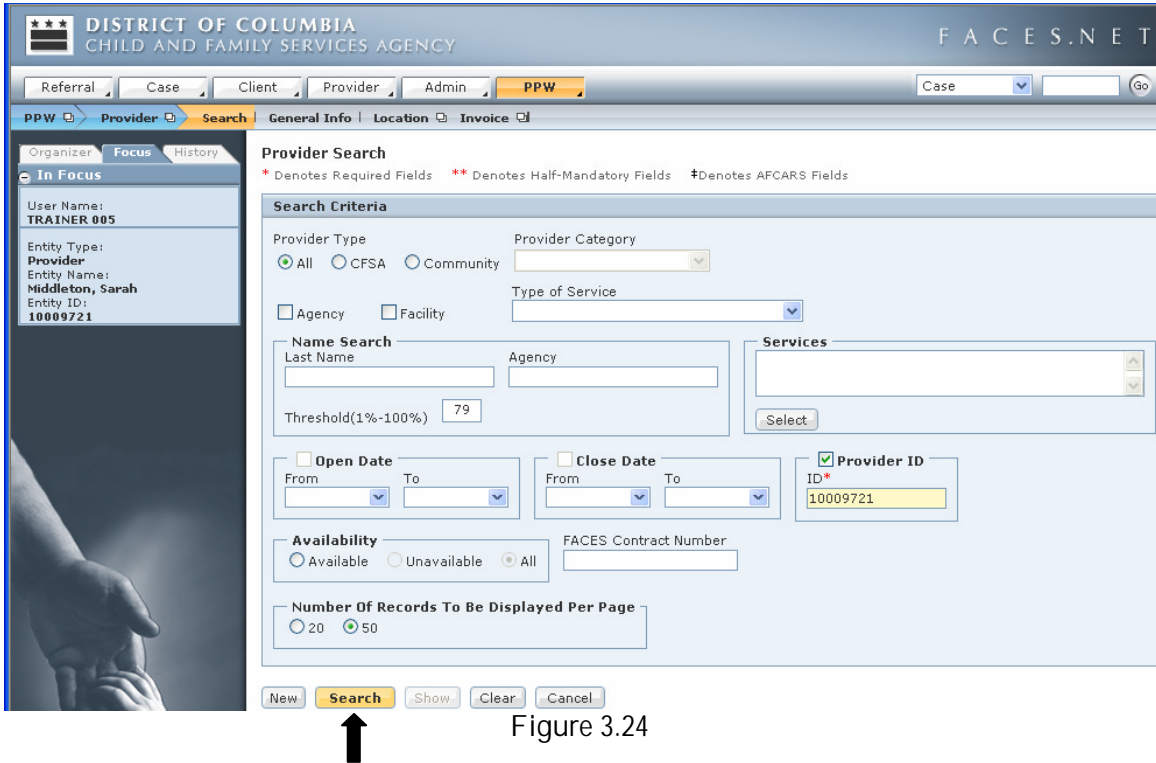 DISTRICT OF COLUMBIA
CHILD AND FAMILY SERVICES AGENCY
FACES.NET
Referral Case Client Provider Admin PPW Case Go
PPW Provider Search General Info Location Invoice
Organizer Focus History
In Focus
User Name:
TRAINER 005
Entity Type:
Provider
Entity Name:
Middleton, Sarah
Entity ID:
10009721
Provider Search
* Denotes Required Fields ** Denotes Half-Mandatory Fields ‡Denotes AFCARS Fields
Search Criteria
Provider Type Provider Category
All CFSA Community
Type of Service
Agency Facility
Name Search Services
Last Name Agency
Threshold(1%-100%) 79
Select
Open Date Close Date Provider ID
From To From To ID*
10009721
Availability FACES Contract Number
Available Unavailable All
Number Of Records To Be Displayed Per Page
20 50
New Search Show Clear Cancel
Figure 3.24